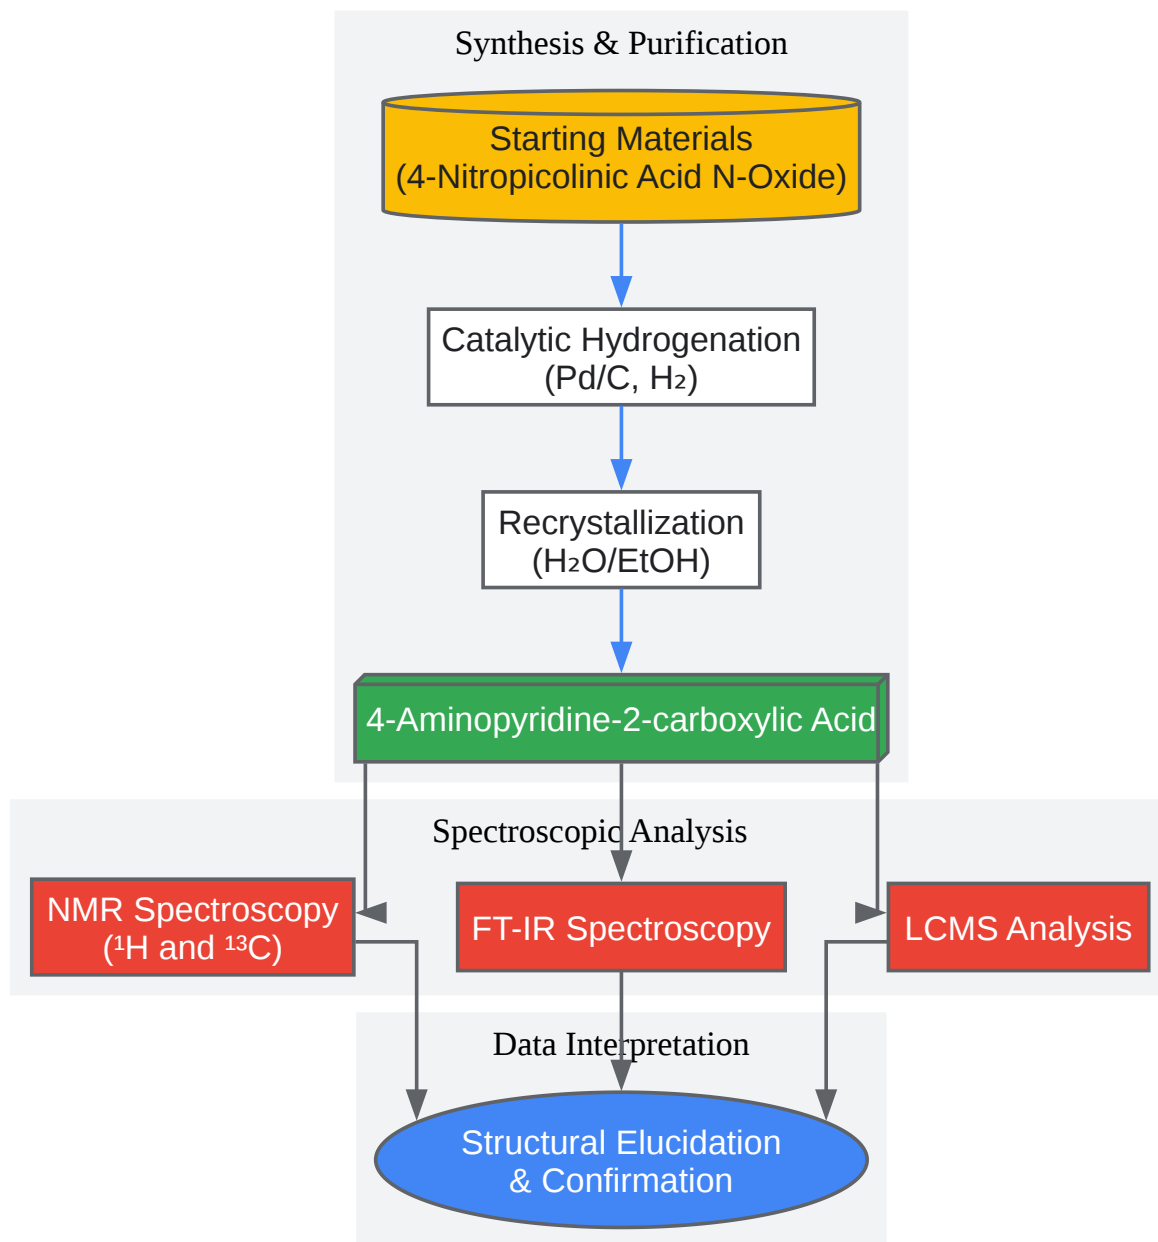 Synthesis & Purification
Starting Materials
(4-Nitropicolinic Acid N-Oxide)
Catalytic Hydrogenation
(Pd/C, H₂)
Recrystallization
(H₂O/EtOH)
4-Aminopyridine-2-carboxylic Acid
Spectroscopic Analysis
NMR Spectroscopy
(¹H and ¹³C)
FT-IR Spectroscopy
LCMS Analysis
Data Interpretation
Structural Elucidation
& Confirmation